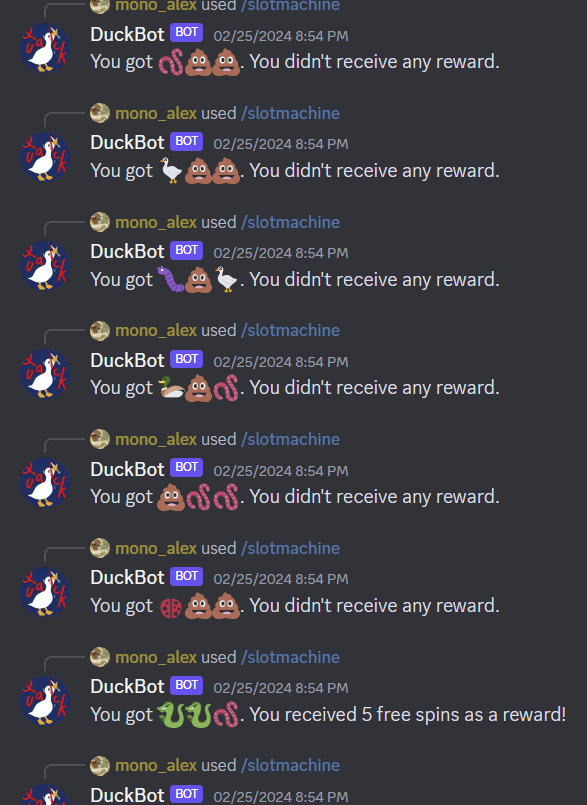 mono_alex used /slotmachine
DuckBot BOT 02/25/2024 8:54 PM
You got 🪱💩💩. You didn't receive any reward.
mono_alex used /slotmachine
DuckBot BOT 02/25/2024 8:54 PM
You got 🪿💩💩. You didn't receive any reward.
mono_alex used /slotmachine
DuckBot BOT 02/25/2024 8:54 PM
You got 🐛💩🪿. You didn't receive any reward.
mono_alex used /slotmachine
DuckBot BOT 02/25/2024 8:54 PM
You got 🦆💩🪱. You didn't receive any reward.
mono_alex used /slotmachine
DuckBot BOT 02/25/2024 8:54 PM
You got 💩🪱🪱. You didn't receive any reward.
mono_alex used /slotmachine
DuckBot BOT 02/25/2024 8:54 PM
You got 🐞💩💩. You didn't receive any reward.
mono_alex used /slotmachine
DuckBot BOT 02/25/2024 8:54 PM
You got 🐍🐍🪱. You received 5 free spins as a reward!
mono_alex used /slotmachine
DuckBot BOT 02/25/2024 8:54 PM